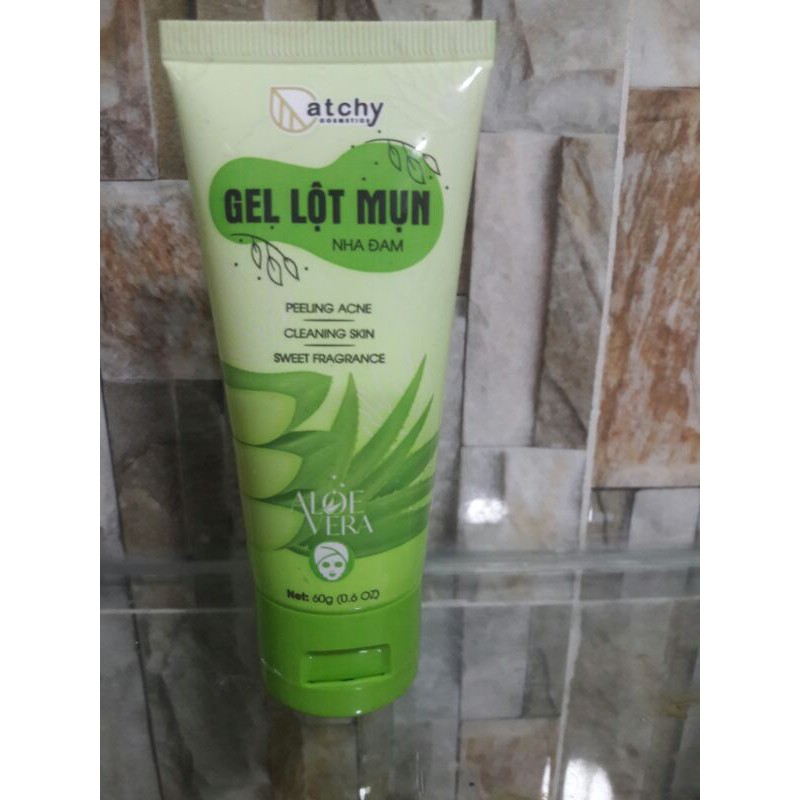 atchy
COSMETICS
GEL LỘT MỤN
NHA ĐAM
PEELING ACNE
CLEANING SKIN
SWEET FRAGRANCE
ALOE
VERA
Net: 60g (0.6 OZ)